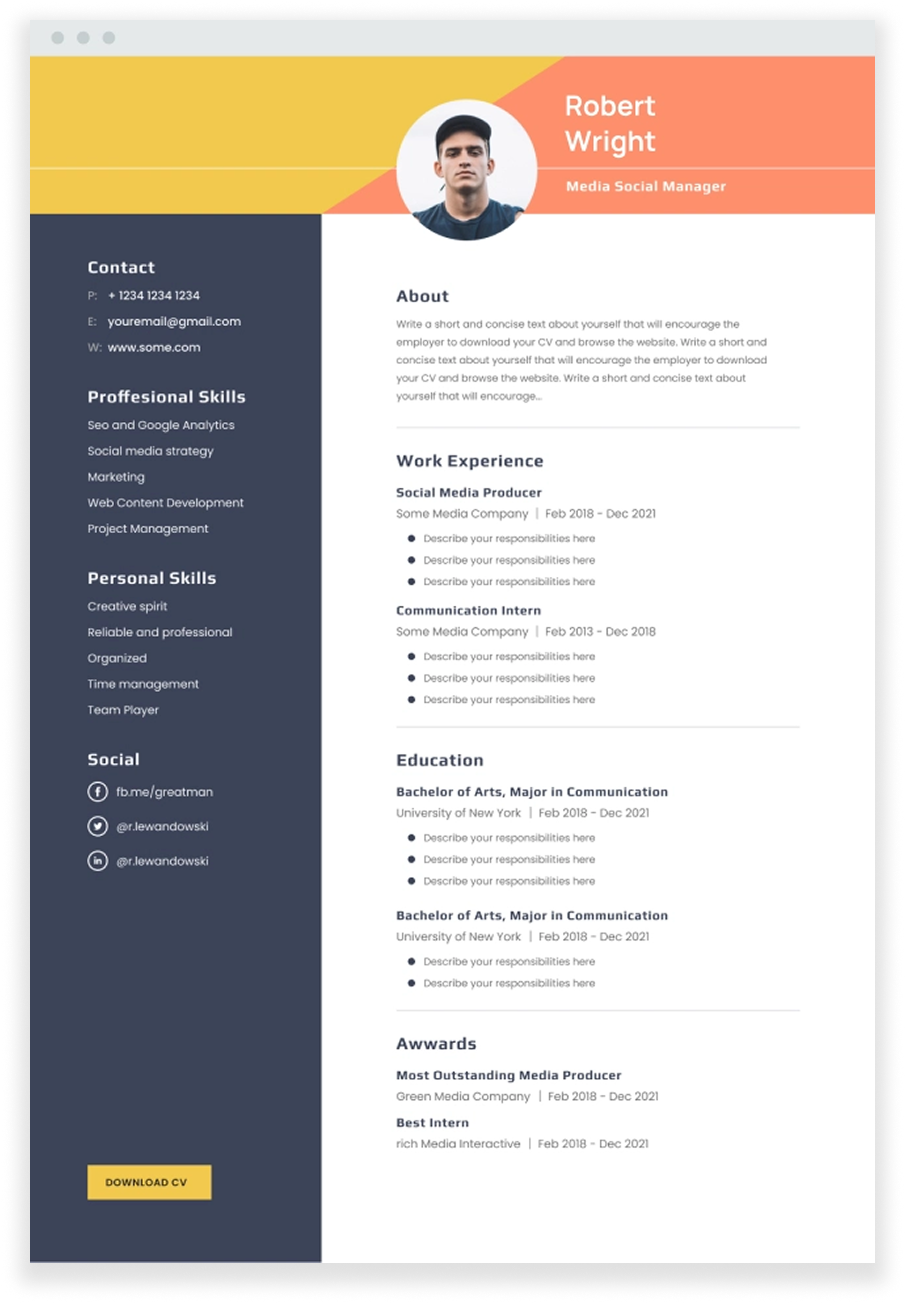 Robert
Wright
Media Social Manager
Contact
P: + 1234 1234 1234
E: youremail@gmail.com
W: www.some.com
Proffesional Skills
Seo and Google Analytics
Social media strategy
Marketing
Web Content Development
Project Management
Personal Skills
Creative spirit
Reliable and professional
Organized
Time management
Team Player
Social
fb.me/greatman
@r.lewandowski
@r.lewandowski
DOWNLOAD CV
About
Write a short and concise text about yourself that will encourage the
employer to download your CV and browse the website. Write a short and
concise text about yourself that will encourage the employer to download
your CV and browse the website. Write a short and concise text about
yourself that will encourage...
Work Experience
Social Media Producer
Some Media Company | Feb 2018 - Dec 2021
Describe your responsibilities here
Describe your responsibilities here
Describe your responsibilities here
Communication Intern
Some Media Company | Feb 2013 - Dec 2018
Describe your responsibilities here
Describe your responsibilities here
Describe your responsibilities here
Education
Bachelor of Arts, Major in Communication
University of New York | Feb 2018 - Dec 2021
Describe your responsibilities here
Describe your responsibilities here
Describe your responsibilities here
Bachelor of Arts, Major in Communication
University of New York | Feb 2018 - Dec 2021
Describe your responsibilities here
Describe your responsibilities here
Awwards
Most Outstanding Media Producer
Green Media Company | Feb 2018 - Dec 2021
Best Intern
rich Media Interactive | Feb 2018 - Dec 2021